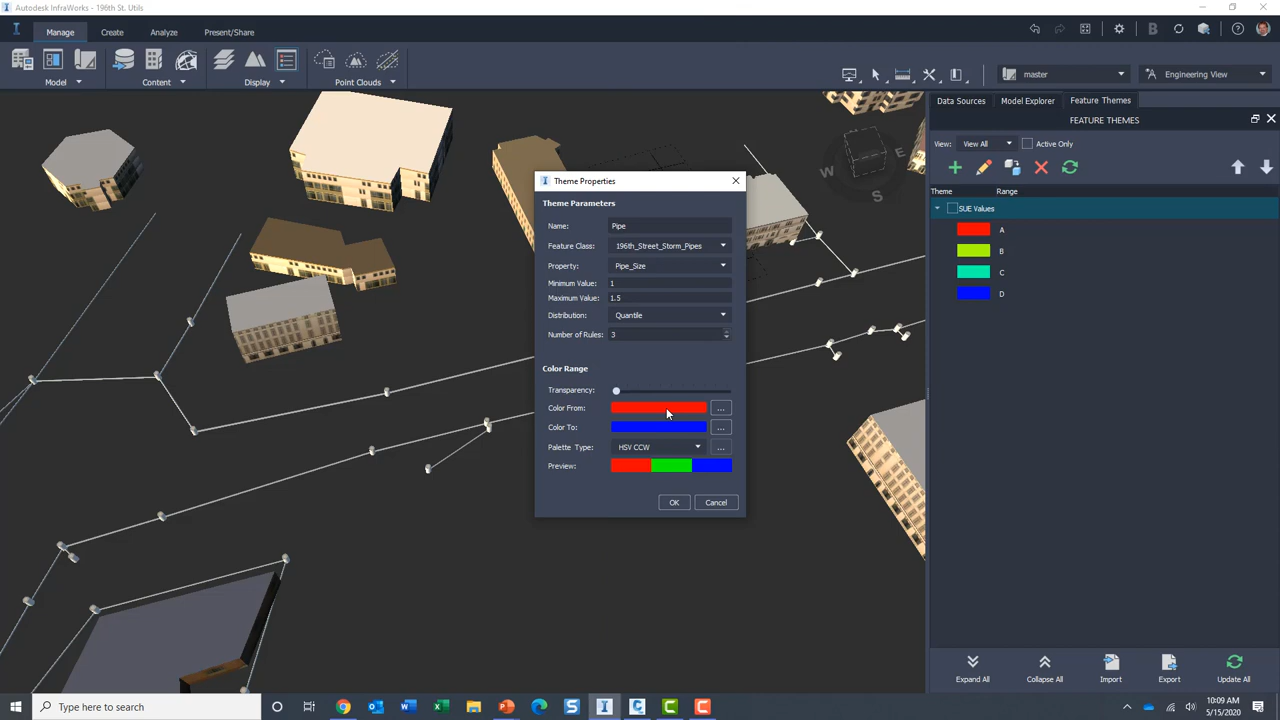 Autodesk InfraWorks - 196th St. Utils
Manage Create Analyze Present/Share
Model Content Display Point Clouds
master Engineering View
W E S
Data Sources Model Explorer Feature Themes
FEATURE THEMES
View: View All Active Only
Theme Range
SUE Values
A
B
C
D
Theme Properties
Theme Parameters
Name: Pipe
Feature Class: 196th_Street_Storm_Pipes
Property: Pipe_Size
Minimum Value: 1
Maximum Value: 1.5
Distribution: Quantile
Number of Rules: 3
Color Range
Transparency:
Color From: ...
Color To: ...
Palette Type: HSV CCW ...
Preview:
OK Cancel
Expand All Collapse All Import Export Update All
Type here to search
10:09 AM
5/15/2020